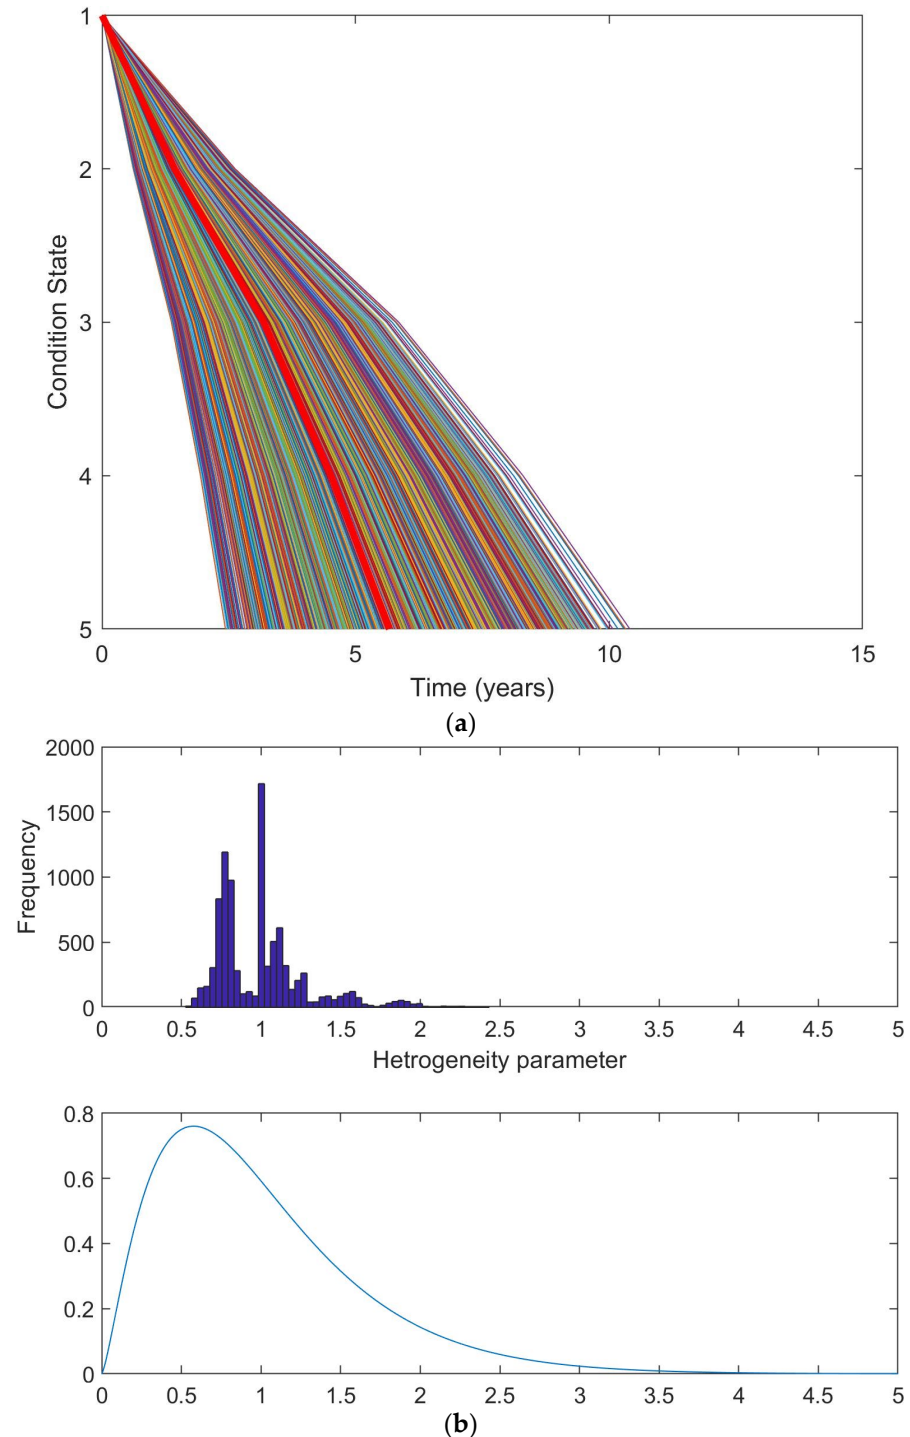 1
2
3
4
5
Condition State
0 5 10 15
Time (years)
(a)
2000
1500
1000
500
0
Frequency
0 0.5 1 1.5 2 2.5 3 3.5 4 4.5 5
Hetrogeneity parameter
0.8
0.6
0.4
0.2
0
0 0.5 1 1.5 2 2.5 3 3.5 4 4.5 5
(b)